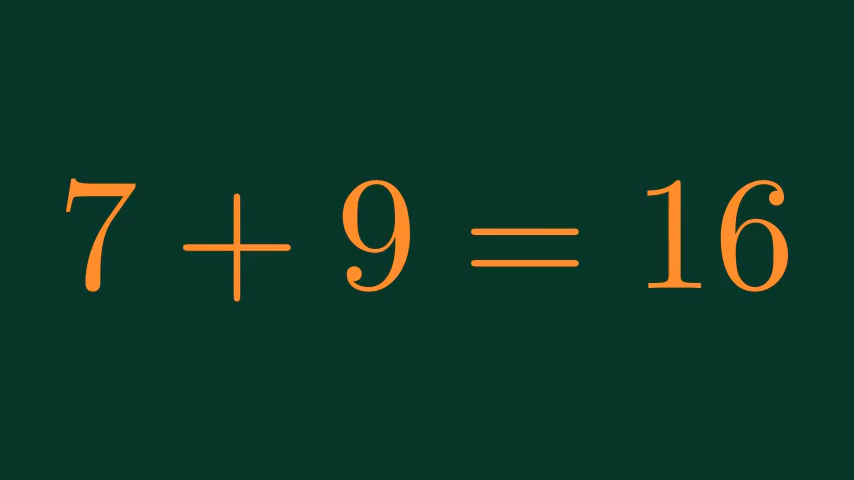 7 + 9 = 16